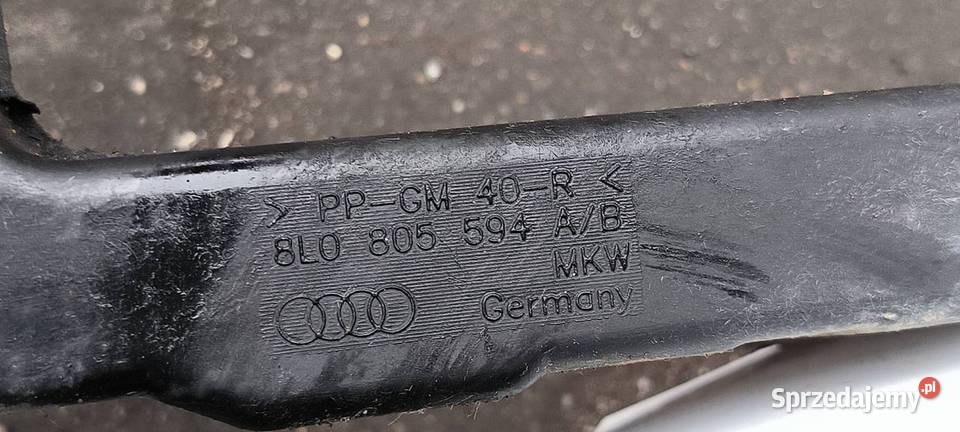 > PP-GM 40-R <
8L0 805 594 A/B
MKW
Germany
Sprzedajemy.pl